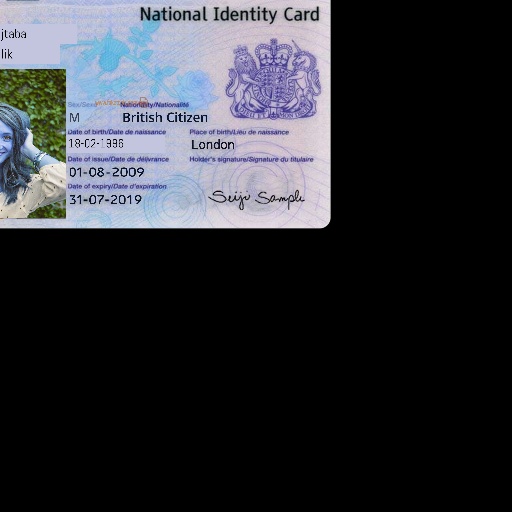 National Identity Card
jtaba
lik
Sex/Sexe Nationality/Nationalité
M British Citizen
Date of birth/Date de naissance Place of birth/Lieu de naissance
18-02-1996 London
Date of issue/Date de délivrance Holder's signature/Signature du titulaire
01-08-2009
Date of expiry/Date d'expiration
31-07-2019 Seiji Sample